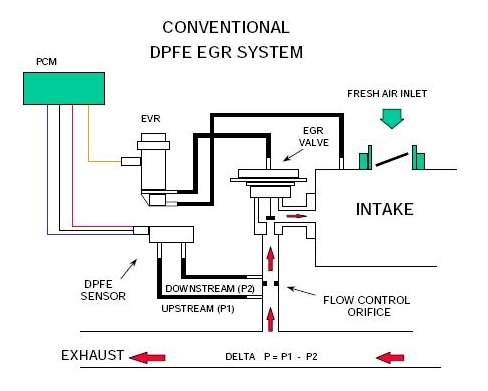 CONVENTIONAL
DPFE EGR SYSTEM
PCM
FRESH AIR INLET
EVR
EGR
VALVE
INTAKE
DPFE
SENSOR
DOWNSTREAM (P2)
UPSTREAM (P1)
FLOW CONTROL
ORIFICE
EXHAUST
DELTA P = P1 - P2